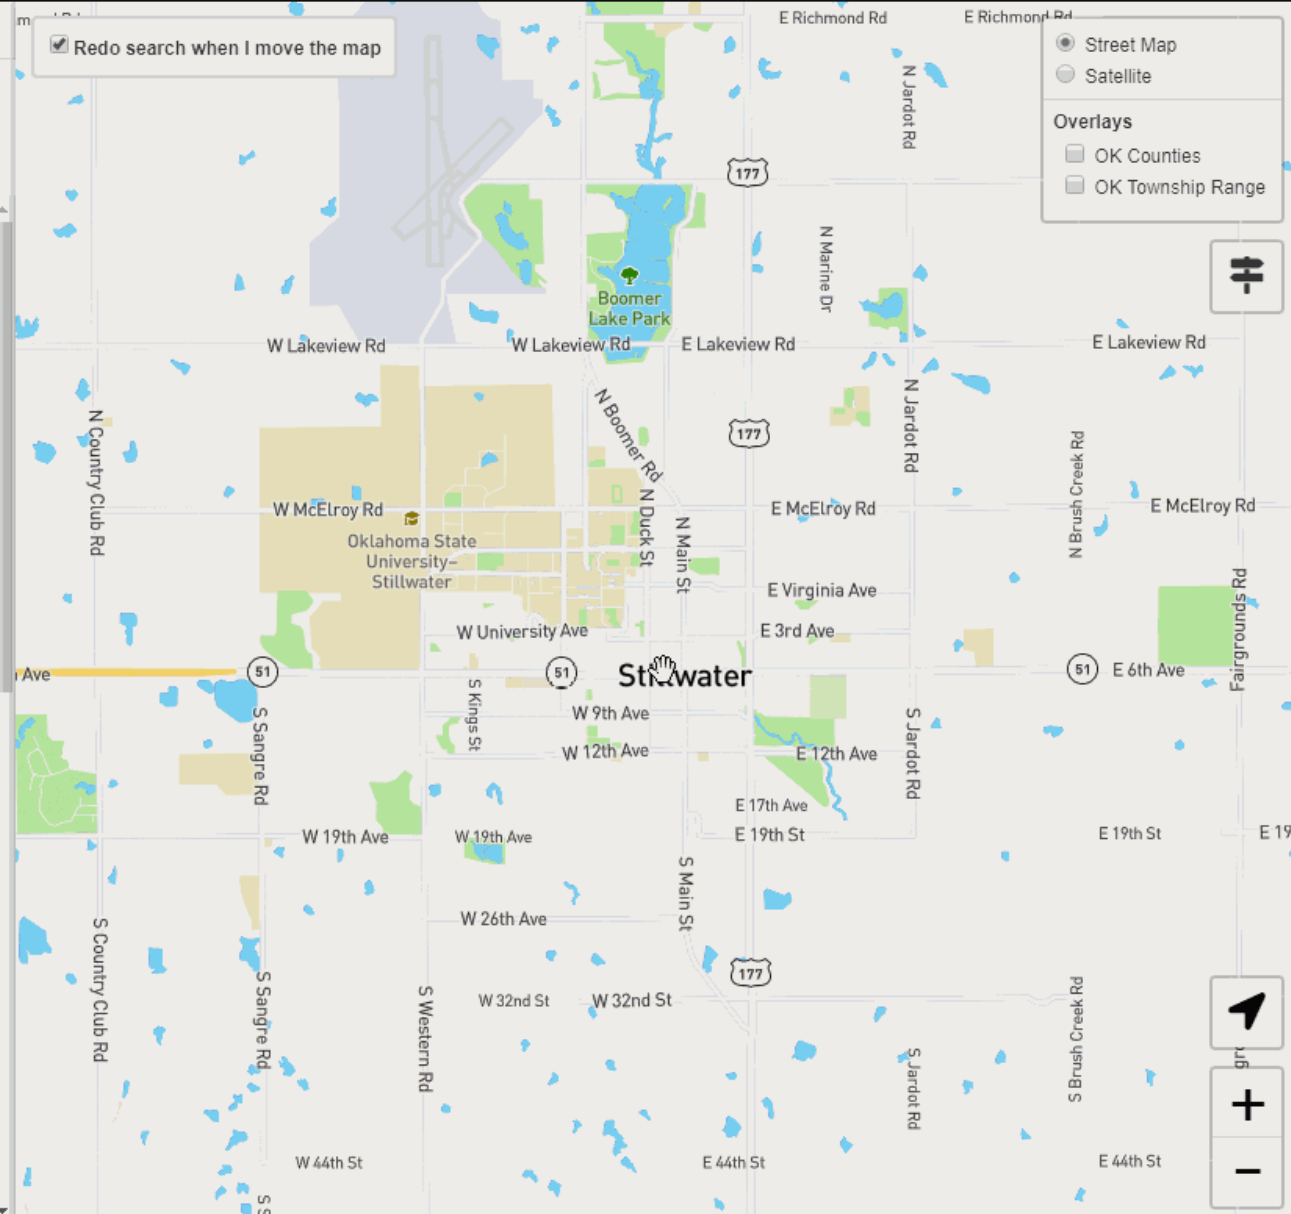 E Richmond Rd
E Richmond Rd
Redo search when I move the map
Street Map
Satellite
Overlays
OK Counties
OK Township Range
N Jardot Rd
177
N Marine Dr
Boomer
Lake Park
W Lakeview Rd
W Lakeview Rd
E Lakeview Rd
E Lakeview Rd
N Country Club Rd
N Boomer Rd
177
N Jardot Rd
N Brush Creek Rd
W McElroy Rd
N Duck St
N Main St
E McElroy Rd
E McElroy Rd
Oklahoma State
University–
Stillwater
E Virginia Ave
Fairgrounds Rd
W University Ave
E 3rd Ave
Ave
51
51
Stillwater
51
E 6th Ave
S Sangre Rd
S Kings St
W 9th Ave
S Jardot Rd
W 12th Ave
E 12th Ave
E 17th Ave
W 19th Ave
W 19th Ave
E 19th St
E 19th St
E 19
S Main St
S Country Club Rd
W 26th Ave
S Sangre Rd
177
S Western Rd
W 32nd St
W 32nd St
S Brush Creek Rd
S Jardot Rd
gr
+
W 44th St
E 44th St
E 44th St
−
S S